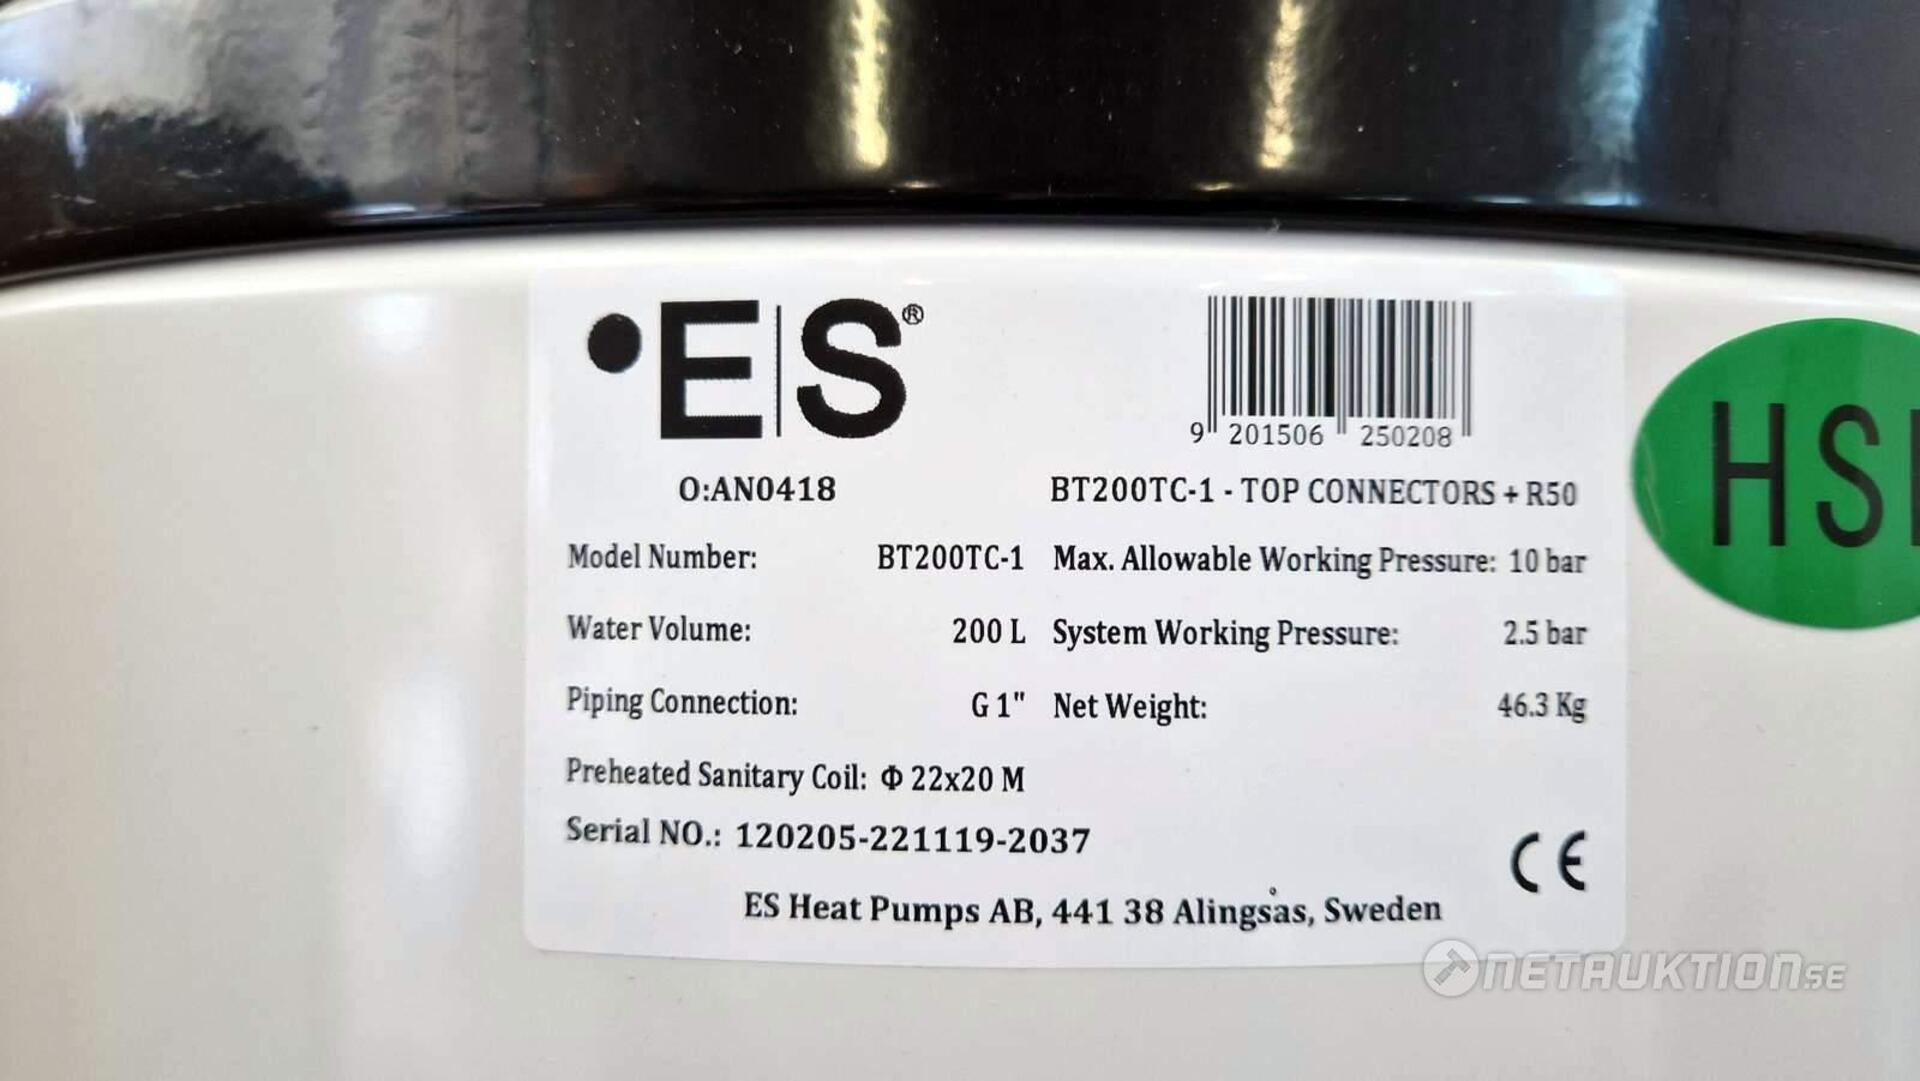 •E|S®
9 201506 250208
O:AN0418
BT200TC-1 - TOP CONNECTORS + R50
Model Number: BT200TC-1
Max. Allowable Working Pressure: 10 bar
Water Volume: 200 L
System Working Pressure: 2.5 bar
Piping Connection: G 1"
Net Weight: 46.3 Kg
Preheated Sanitary Coil: Φ 22x20 M
Serial NO.: 120205-221119-2037
CE
ES Heat Pumps AB, 441 38 Alingsås, Sweden
HS
NETAUKTION.SE